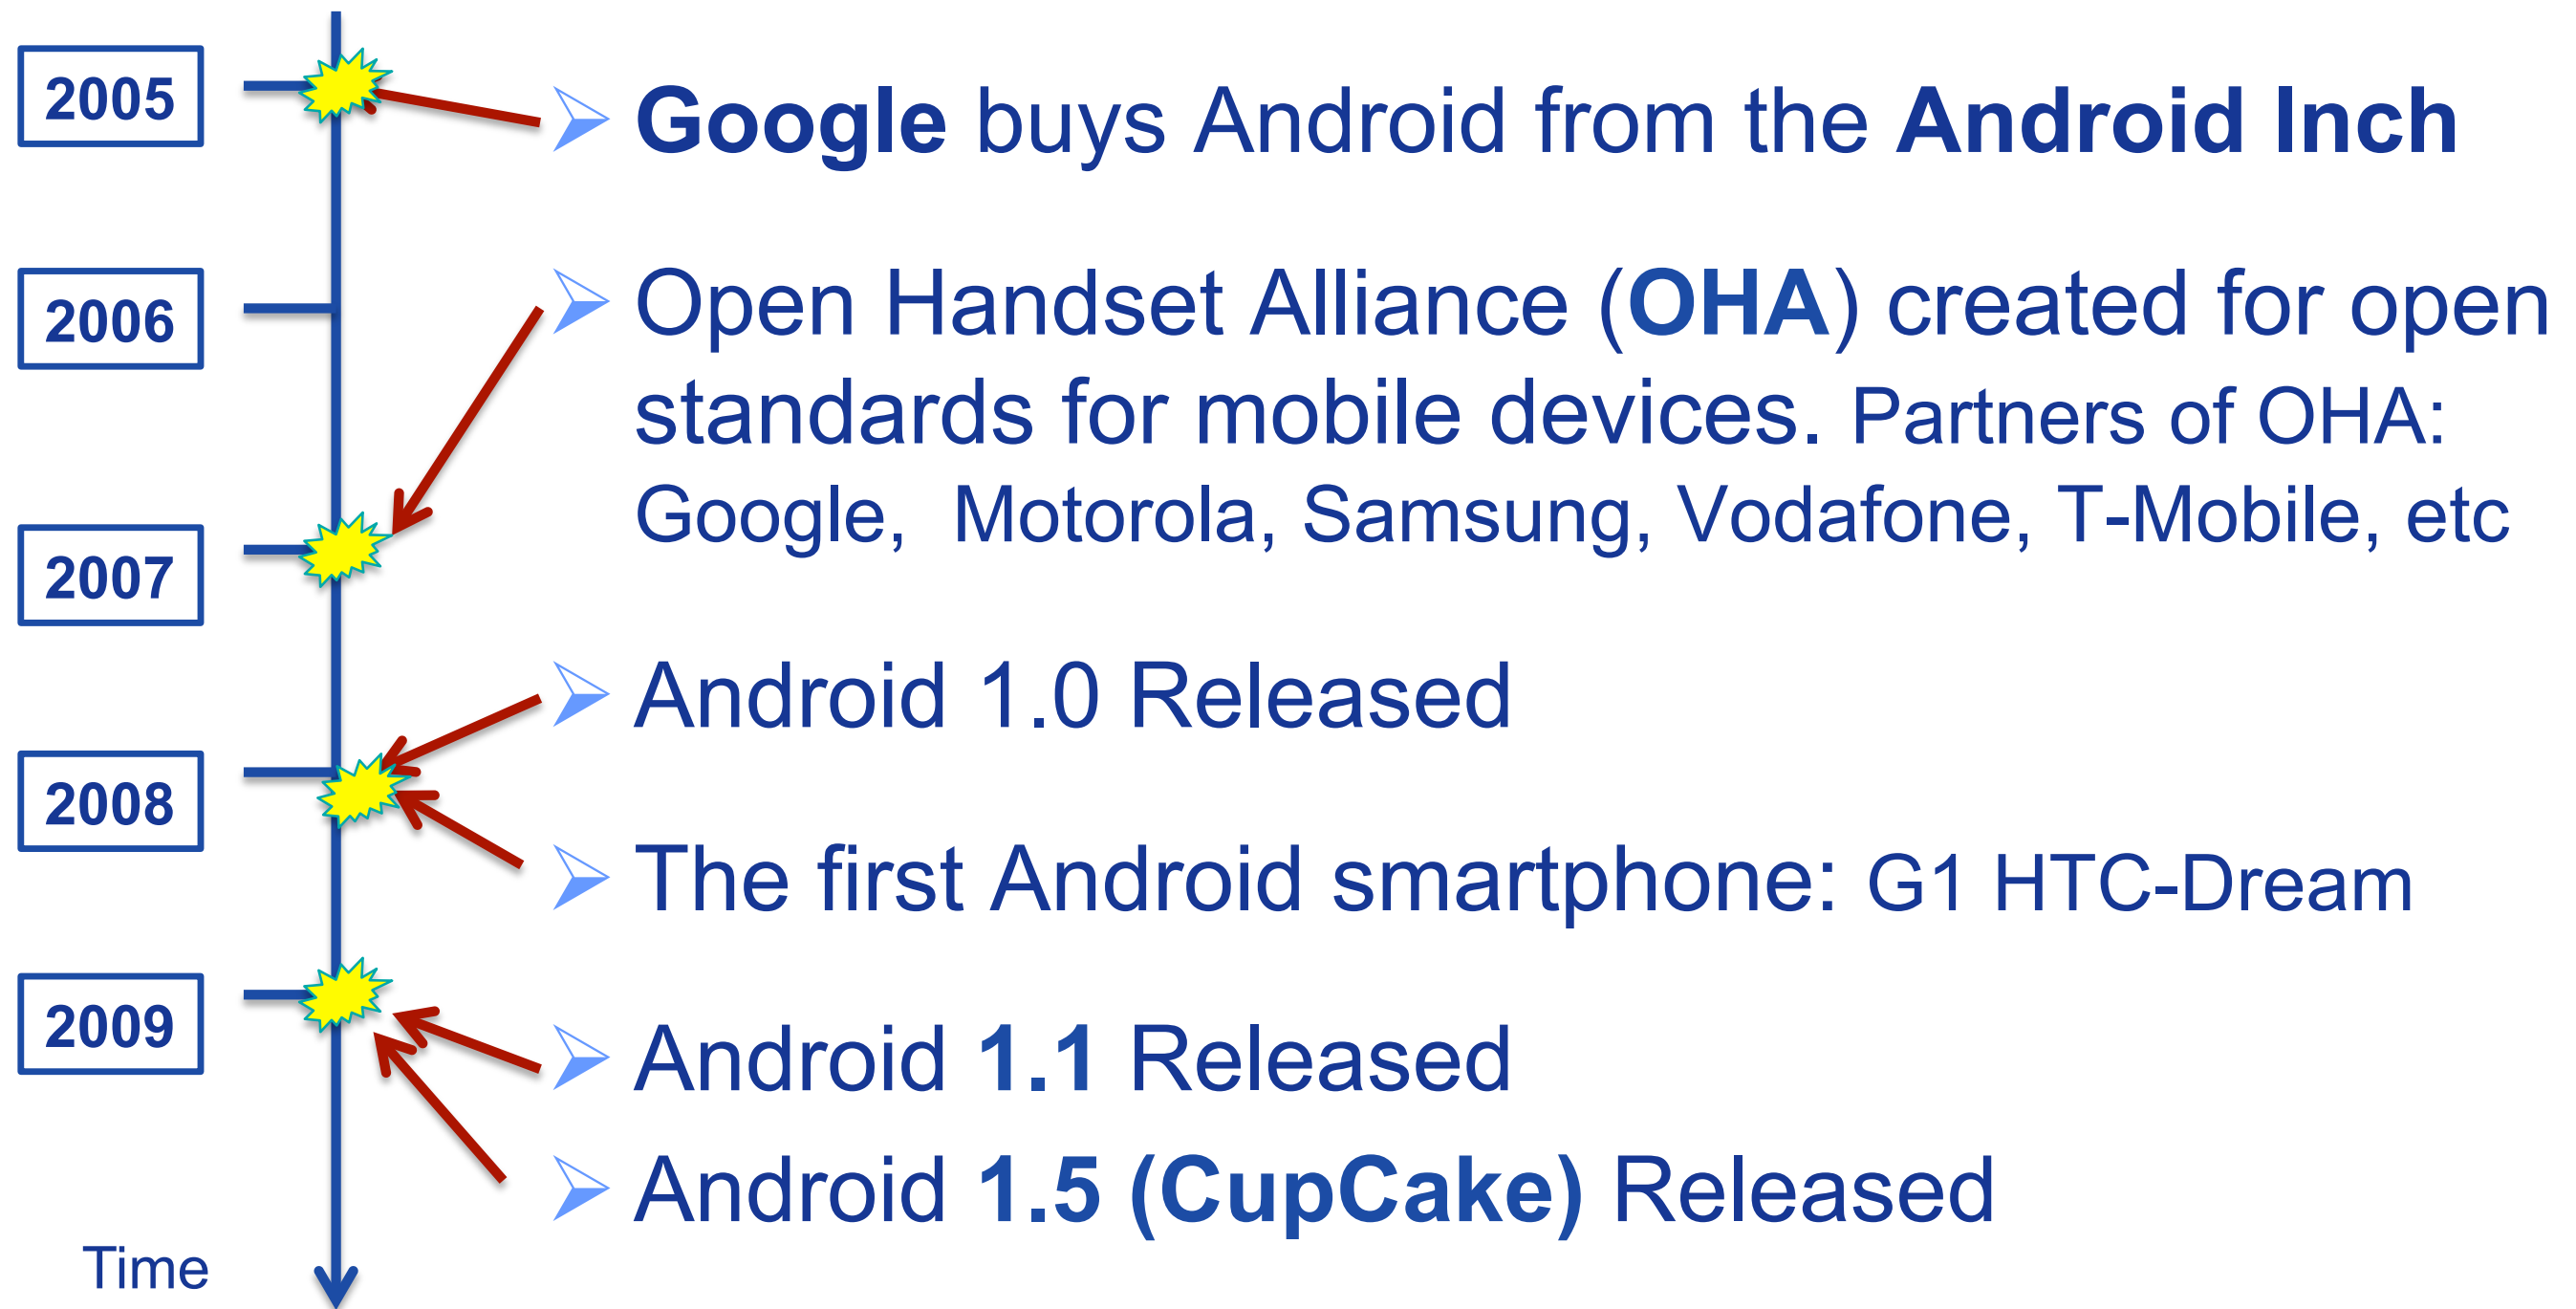 2005
Google buys Android from the Android Inch
2006
Open Handset Alliance (OHA) created for open
standards for mobile devices. Partners of OHA:
Google, Motorola, Samsung, Vodafone, T-Mobile, etc
2007
Android 1.0 Released
2008
The first Android smartphone: G1 HTC-Dream
2009
Android 1.1 Released
Android 1.5 (CupCake) Released
Time